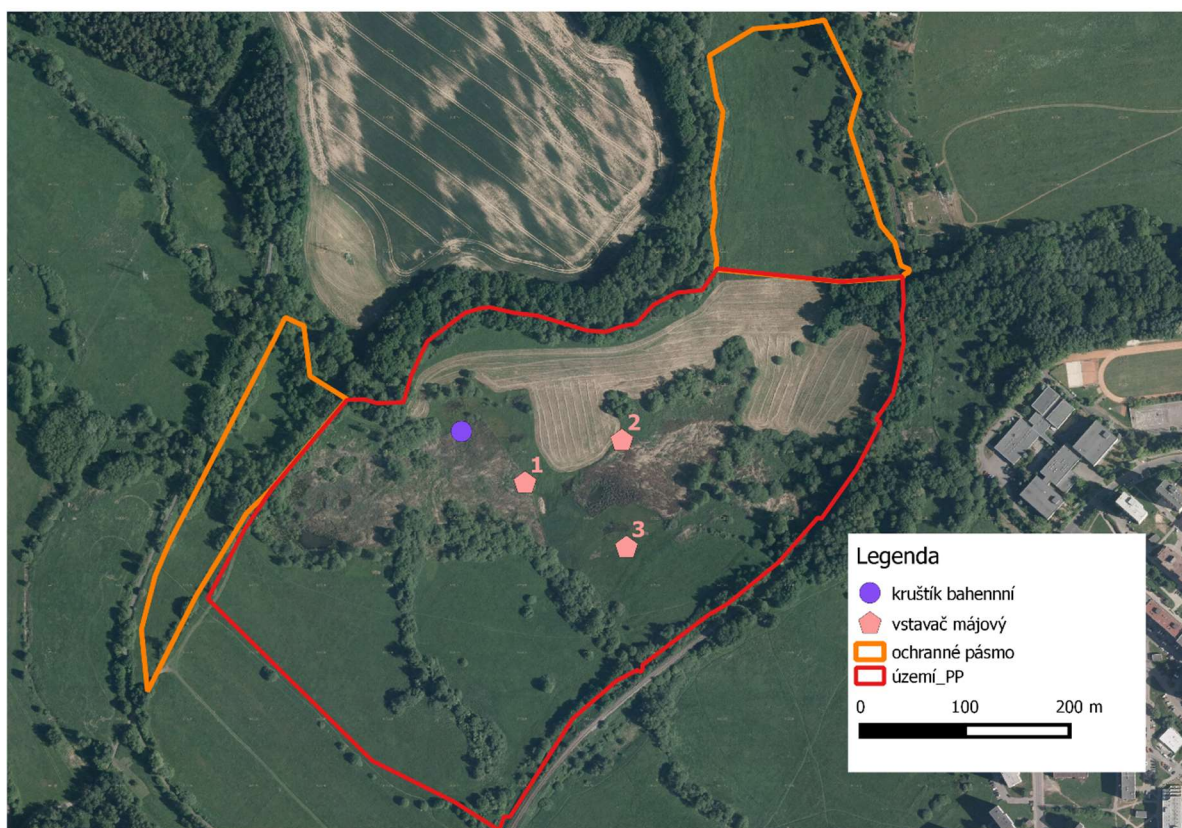 2
1
3
Legenda
kruštík bahennní
vstavač májový
ochranné pásmo
území_PP
0 100 200 m